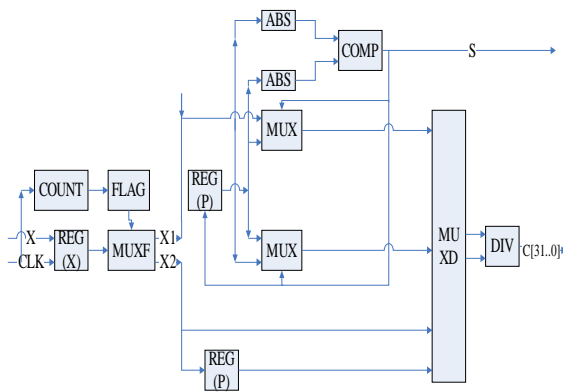 ABS
COMP
S
ABS
MUX
COUNT
FLAG
REG
(P)
X
REG
(X)
MUXF
X1
CLK
X2
MUX
MU
XD
DIV
C[31..0]
REG
(P)